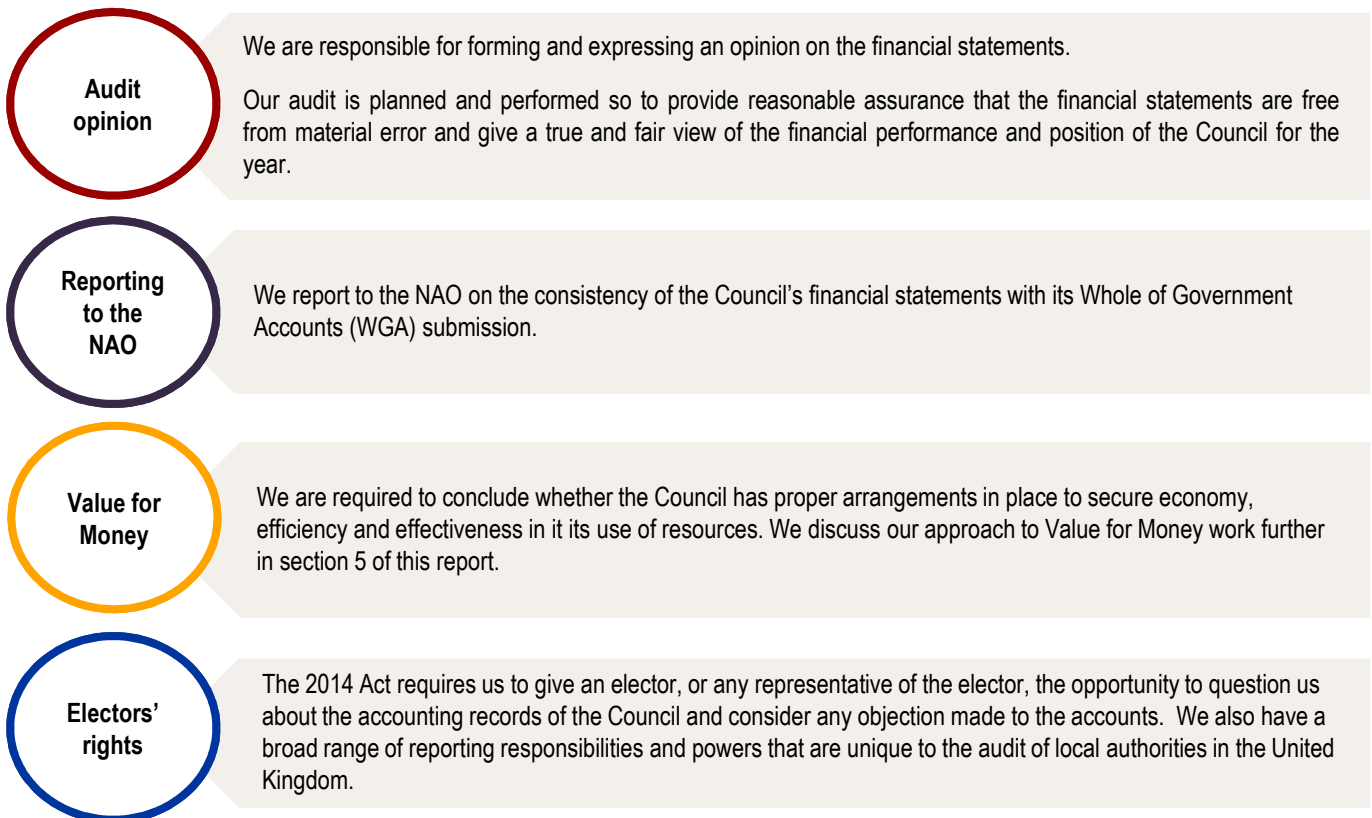 Audit
opinion
We are responsible for forming and expressing an opinion on the financial statements.
Our audit is planned and performed so to provide reasonable assurance that the financial statements are free
from material error and give a true and fair view of the financial performance and position of the Council for the
year.
Reporting
to the
NAO
We report to the NAO on the consistency of the Council’s financial statements with its Whole of Government
Accounts (WGA) submission.
Value for
Money
We are required to conclude whether the Council has proper arrangements in place to secure economy,
efficiency and effectiveness in it its use of resources. We discuss our approach to Value for Money work further
in section 5 of this report.
Electors’
rights
The 2014 Act requires us to give an elector, or any representative of the elector, the opportunity to question us
about the accounting records of the Council and consider any objection made to the accounts.  We also have a
broad range of reporting responsibilities and powers that are unique to the audit of local authorities in the United
Kingdom.